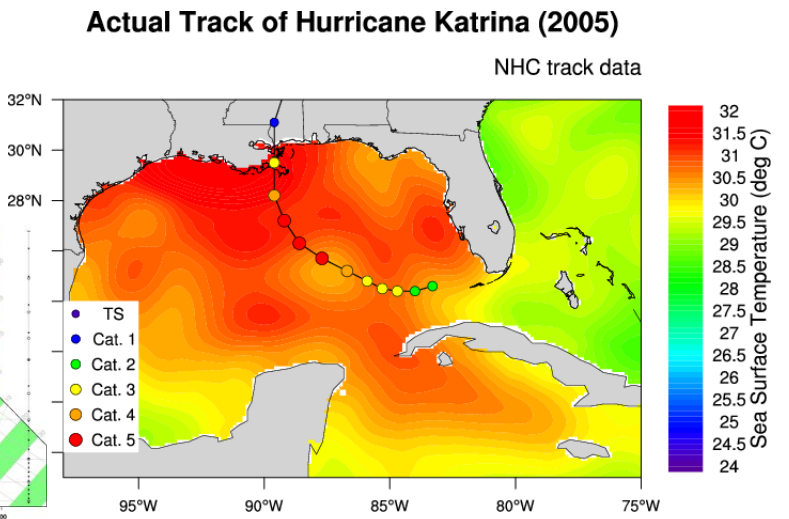 Actual Track of Hurricane Katrina (2005)
NHC track data
32°N
30°N
28°N
TS
Cat. 1
Cat. 2
Cat. 3
Cat. 4
Cat. 5
95°W
90°W
85°W
80°W
75°W
32
31.5
31
30.5
30
29.5
29
28.5
28
27.5
27
26.5
26
25.5
25
24.5
24
Sea Surface Temperature (deg C)